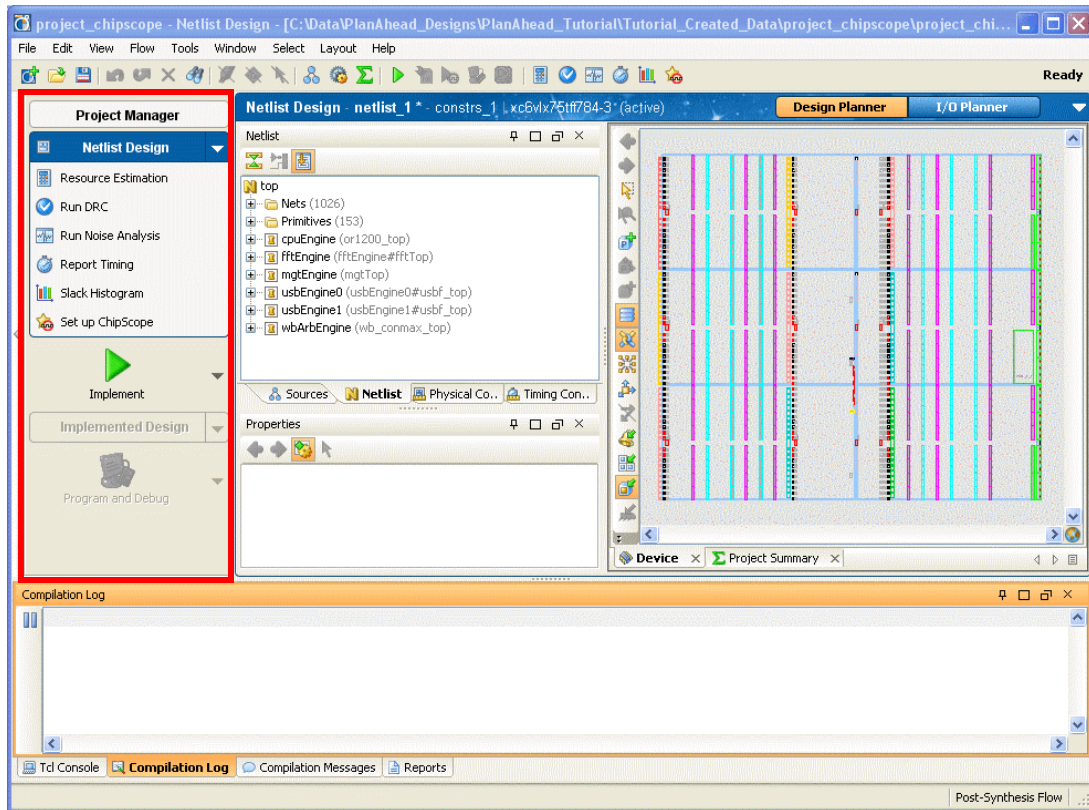 project_chipscope - Netlist Design - [C:\Data\PlanAhead_Designs\PlanAhead_Tutorial\Tutorial_Created_Data\project_chipscope\project_chi...
File Edit View Flow Tools Window Select Layout Help
Ready
Project Manager
Netlist Design
Resource Estimation
Run DRC
Run Noise Analysis
Report Timing
Slack Histogram
Set up ChipScope
Implement
Implemented Design
Program and Debug
Netlist Design - netlist_1 * - constrs_1 xc6vlx75tff784-3 (active)
Design Planner I/O Planner
Netlist
top
Nets (1026)
Primitives (153)
cpuEngine (or1200_top)
fftEngine (fftEngine#fftTop)
mgtEngine (mgtTop)
usbEngine0 (usbEngine0#usbf_top)
usbEngine1 (usbEngine1#usbf_top)
wbArbEngine (wb_conmax_top)
Sources Netlist Physical Co.. Timing Con..
Properties
Device Project Summary
Compilation Log
Tcl Console Compilation Log Compilation Messages Reports
Post-Synthesis Flow